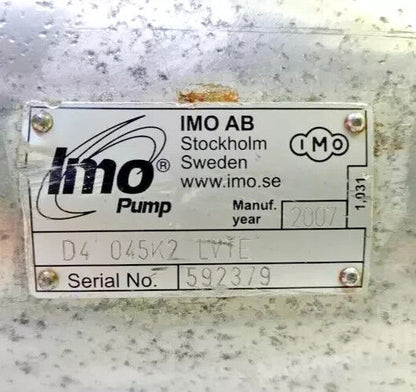 IMO AB
Stockholm
Sweden
www.imo.se
IMO
Imo®
Pump
Manuf. year 2007
1,031
D4 045K2 LVTE
Serial No. 592379